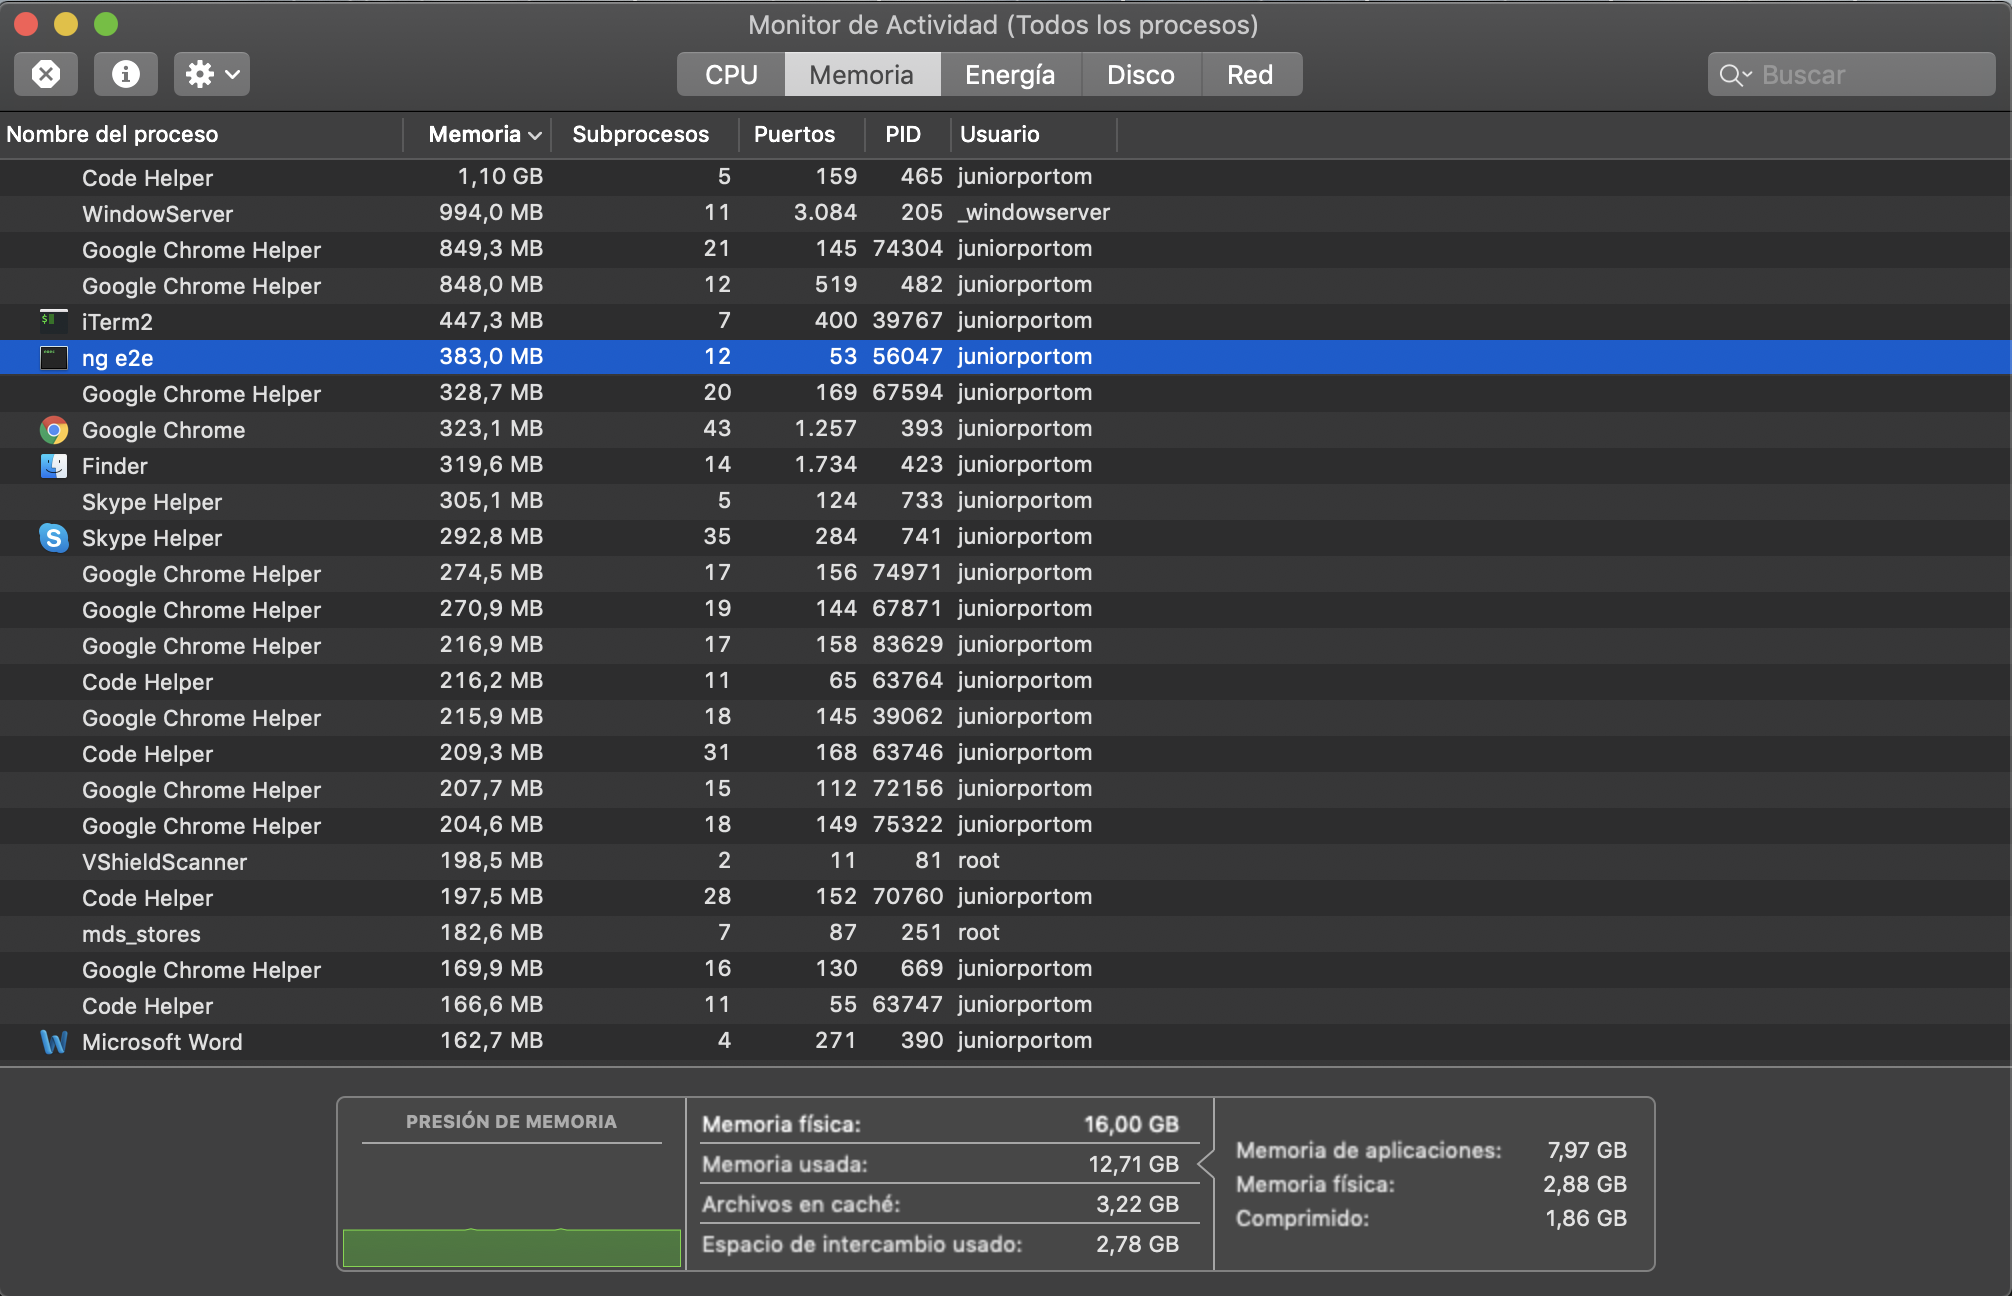 Monitor de Actividad (Todos los procesos)
CPU Memoria Energía Disco Red Buscar
Nombre del proceso Memoria Subprocesos Puertos PID Usuario
Code Helper 1,10 GB 5 159 465 juniorportom
WindowServer 994,0 MB 11 3.084 205 _windowserver
Google Chrome Helper 849,3 MB 21 145 74304 juniorportom
Google Chrome Helper 848,0 MB 12 519 482 juniorportom
iTerm2 447,3 MB 7 400 39767 juniorportom
ng e2e 383,0 MB 12 53 56047 juniorportom
Google Chrome Helper 328,7 MB 20 169 67594 juniorportom
Google Chrome 323,1 MB 43 1.257 393 juniorportom
Finder 319,6 MB 14 1.734 423 juniorportom
Skype Helper 305,1 MB 5 124 733 juniorportom
Skype Helper 292,8 MB 35 284 741 juniorportom
Google Chrome Helper 274,5 MB 17 156 74971 juniorportom
Google Chrome Helper 270,9 MB 19 144 67871 juniorportom
Google Chrome Helper 216,9 MB 17 158 83629 juniorportom
Code Helper 216,2 MB 11 65 63764 juniorportom
Google Chrome Helper 215,9 MB 18 145 39062 juniorportom
Code Helper 209,3 MB 31 168 63746 juniorportom
Google Chrome Helper 207,7 MB 15 112 72156 juniorportom
Google Chrome Helper 204,6 MB 18 149 75322 juniorportom
VShieldScanner 198,5 MB 2 11 81 root
Code Helper 197,5 MB 28 152 70760 juniorportom
mds_stores 182,6 MB 7 87 251 root
Google Chrome Helper 169,9 MB 16 130 669 juniorportom
Code Helper 166,6 MB 11 55 63747 juniorportom
Microsoft Word 162,7 MB 4 271 390 juniorportom
PRESIÓN DE MEMORIA
Memoria física: 16,00 GB
Memoria usada: 12,71 GB
Archivos en caché: 3,22 GB
Espacio de intercambio usado: 2,78 GB
Memoria de aplicaciones: 7,97 GB
Memoria física: 2,88 GB
Comprimido: 1,86 GB